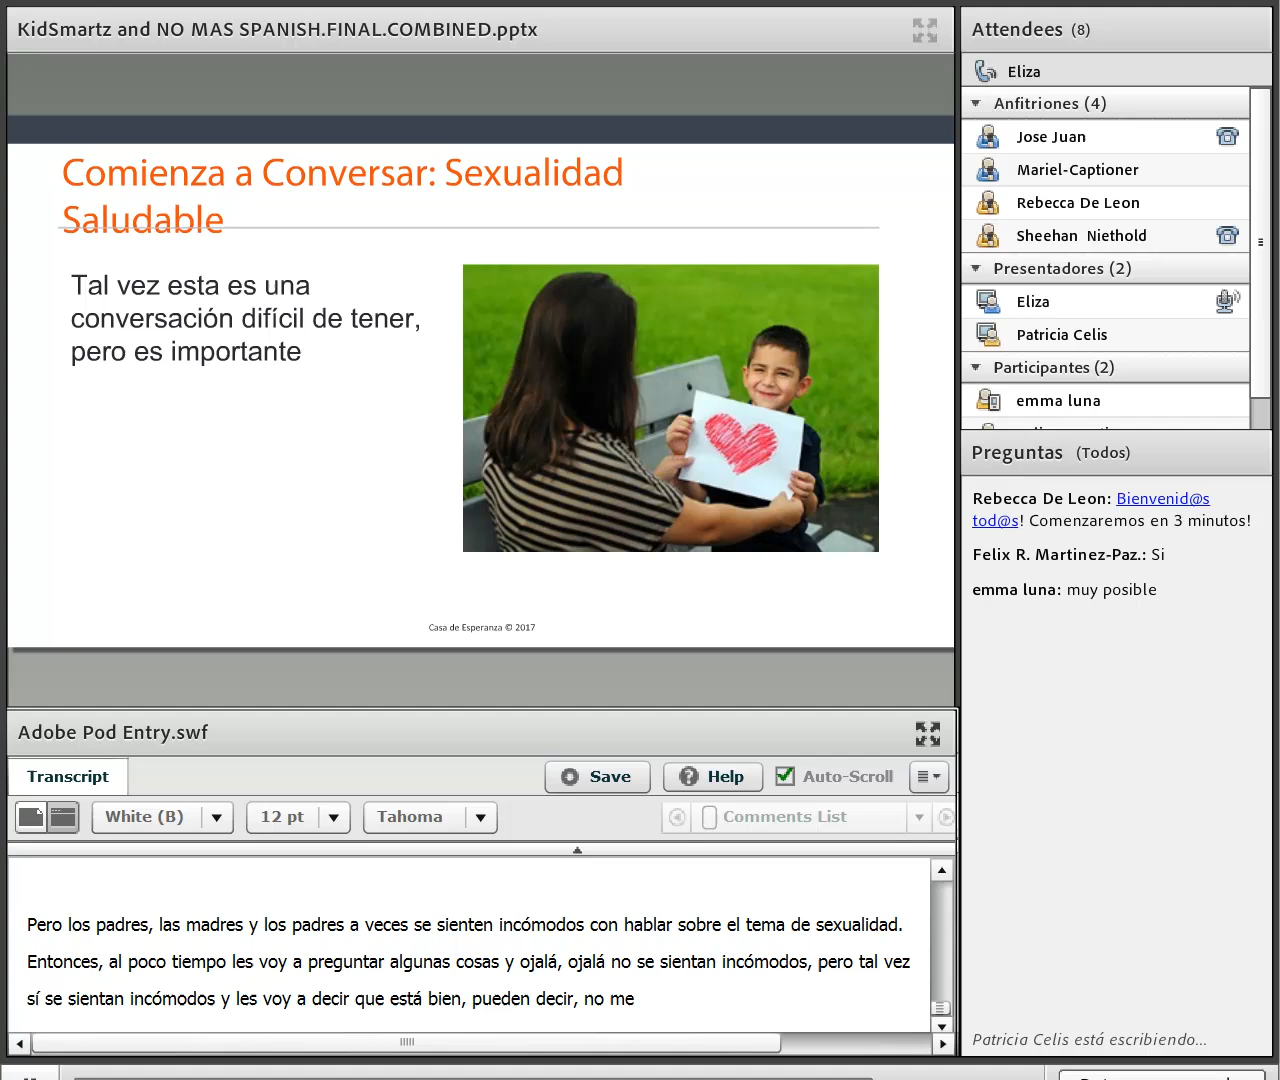 KidSmartz and NO MAS SPANISH.FINAL.COMBINED.pptx
Comienza a Conversar: Sexualidad
Saludable
Tal vez esta es una
conversación difícil de tener,
pero es importante
Casa de Esperanza © 2017
Attendees (8)
Eliza
Anfitriones (4)
Jose Juan
Mariel-Captioner
Rebecca De Leon
Sheehan Niethold
Presentadores (2)
Eliza
Patricia Celis
Participantes (2)
emma luna
Preguntas (Todos)
Rebecca De Leon: Bienvenid@s
tod@s! Comenzaremos en 3 minutos!
Felix R. Martinez-Paz.: Si
emma luna: muy posible
Patricia Celis está escribiendo...
Adobe Pod Entry.swf
Transcript
Save
Help
Auto-Scroll
White (B)
12 pt
Tahoma
Comments List
Pero los padres, las madres y los padres a veces se sienten incómodos con hablar sobre el tema de sexualidad.
Entonces, al poco tiempo les voy a preguntar algunas cosas y ojalá, ojalá no se sientan incómodos, pero tal vez
sí se sientan incómodos y les voy a decir que está bien, pueden decir, no me